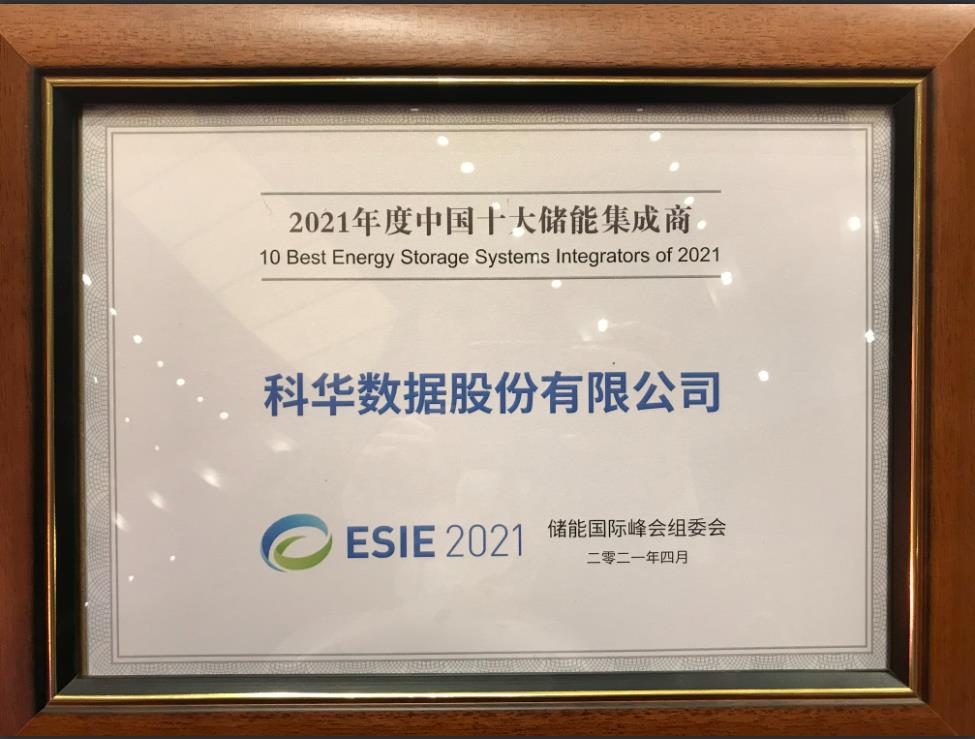 2021年度中国十大储能集成商
10 Best Energy Storage Systems Integrators of 2021
科华数据股份有限公司
ESIE 2021
储能国际峰会组委会
二零二一年四月